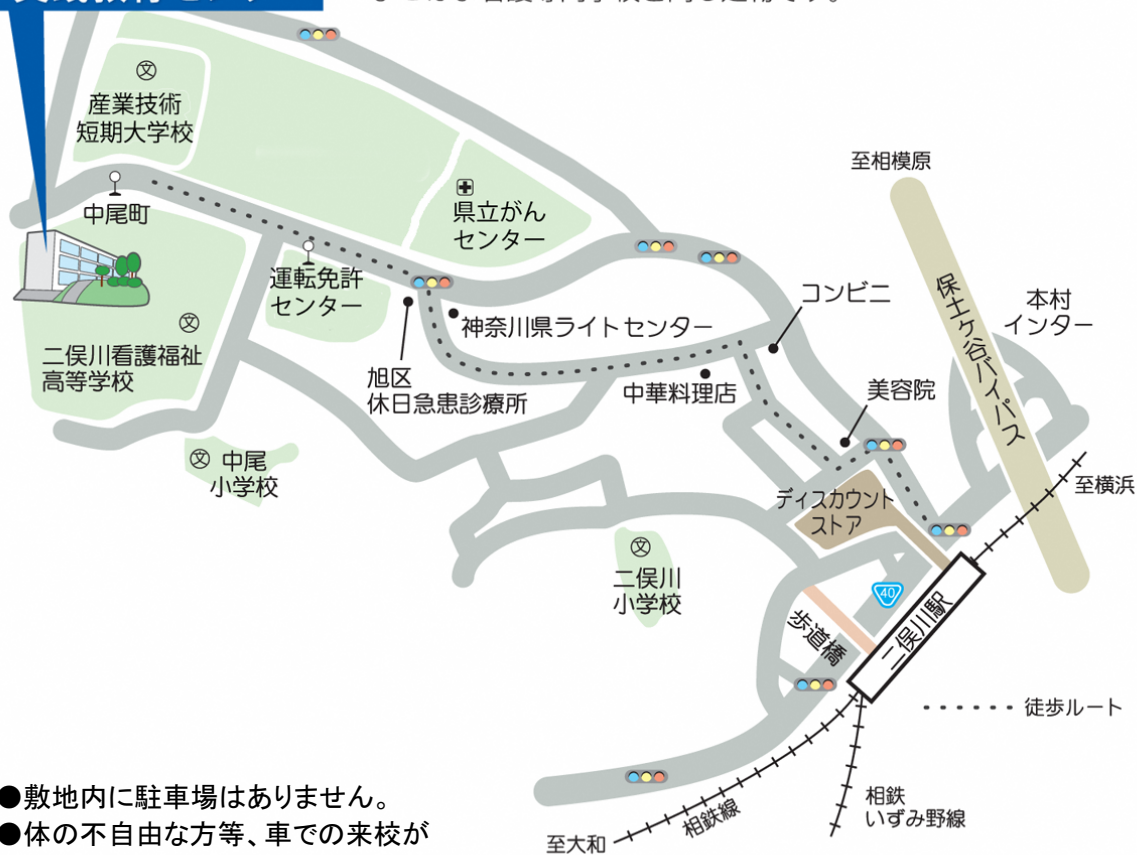 産業技術
短期大学校
中尾町
県立がん
センター
運転免許
センター
二俣川看護福祉
高等学校
旭区
休日急患診療所
神奈川県ライトセンター
中華料理店
コンビニ
美容院
至相模原
保土ヶ谷バイパス
本村
インター
至横浜
中尾
小学校
ディスカウント
ストア
二俣川
小学校
40
歩道橋
二俣川駅
徒歩ルート
相鉄
いずみ野線
相鉄線
至大和
●敷地内に駐車場はありません。
●体の不自由な方等、車での来校が